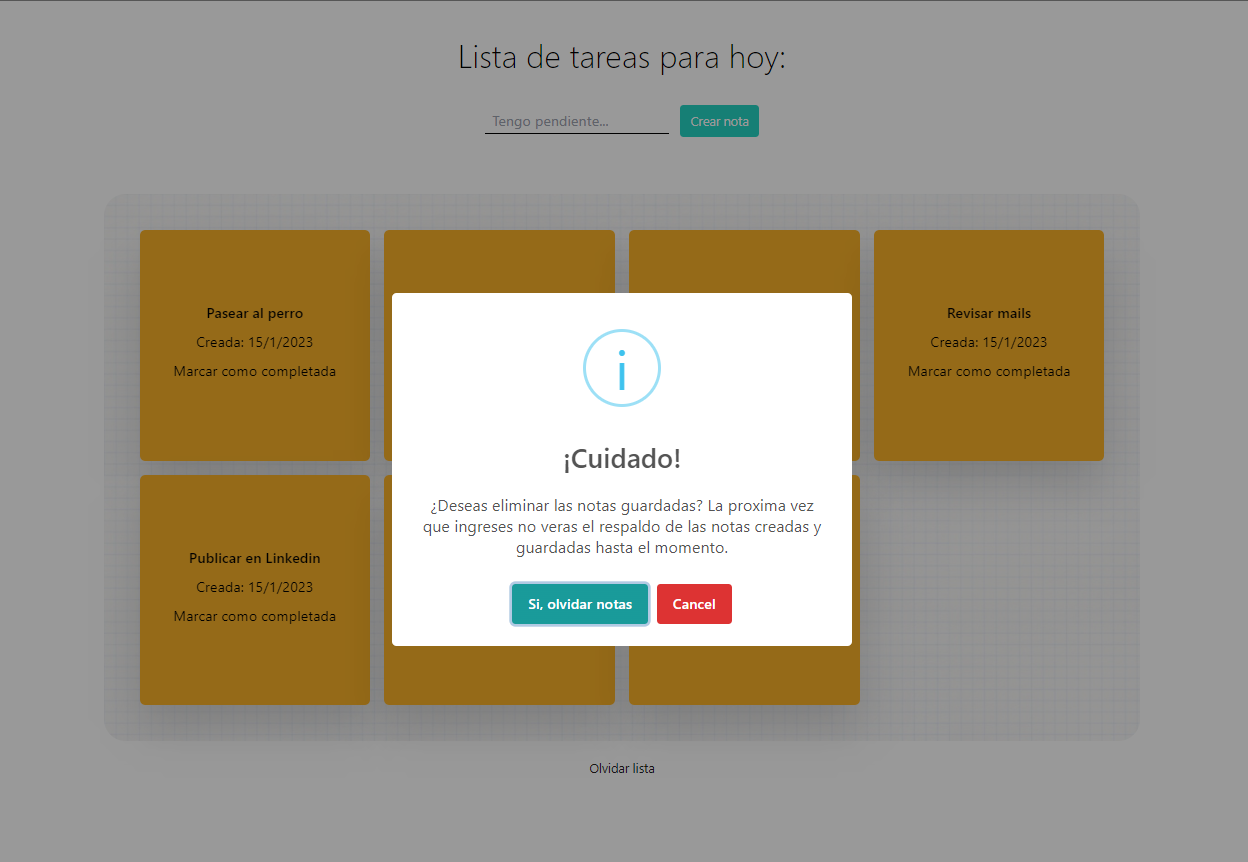 Lista de tareas para hoy:
Tengo pendiente...
Crear nota
Pasear al perro
Creada: 15/1/2023
Marcar como completada
Revisar mails
Creada: 15/1/2023
Marcar como completada
Publicar en Linkedin
Creada: 15/1/2023
Marcar como completada
i
¡Cuidado!
¿Deseas eliminar las notas guardadas? La proxima vez
que ingreses no veras el respaldo de las notas creadas y
guardadas hasta el momento.
Si, olvidar notas
Cancel
Olvidar lista